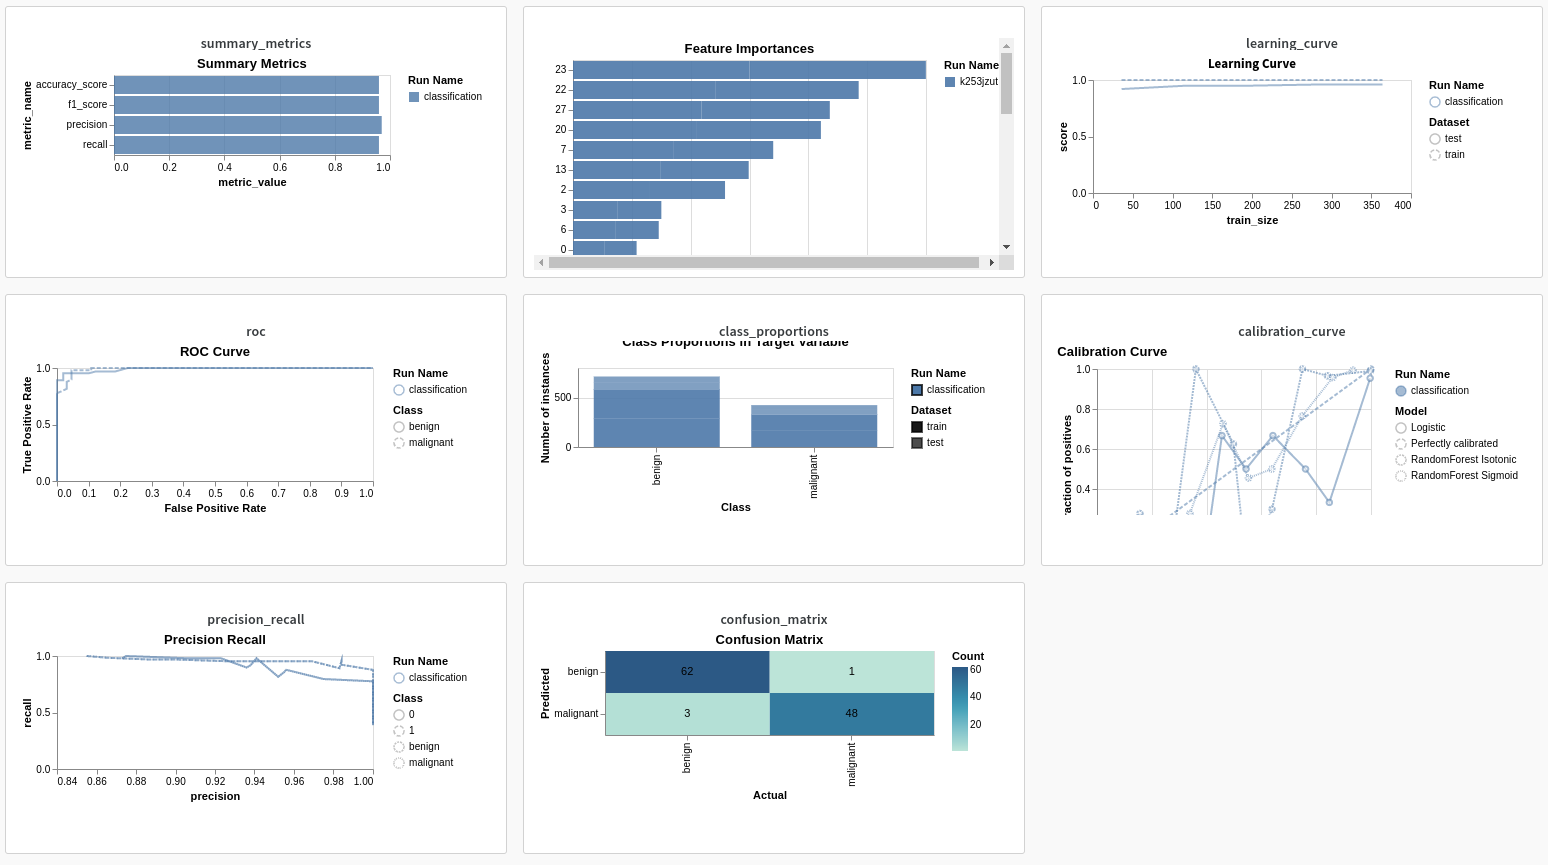 summary_metrics
Summary Metrics
metric_name
accuracy_score
f1_score
precision
recall
0.0 0.2 0.4 0.6 0.8 1.0
metric_value
Run Name
classification
Feature Importances
23
22
27
20
7
13
2
3
6
0
Run Name
k253jzut
learning_curve
Learning Curve
score
1.0
0.5
0.0
0 50 100 150 200 250 300 350 400
train_size
Run Name
classification
Dataset
test
train
roc
ROC Curve
True Positive Rate
1.0
0.5
0.0
0.0 0.1 0.2 0.3 0.4 0.5 0.6 0.7 0.8 0.9 1.0
False Positive Rate
Run Name
classification
Class
benign
malignant
class_proportions
Class Proportions in Target Variable
Number of instances
500
0
benign
malignant
Class
Run Name
classification
Dataset
train
test
calibration_curve
Calibration Curve
raction of positives
1.0
0.8
0.6
0.4
Run Name
classification
Model
Logistic
Perfectly calibrated
RandomForest Isotonic
RandomForest Sigmoid
precision_recall
Precision Recall
recall
1.0
0.5
0.0
0.84 0.86 0.88 0.90 0.92 0.94 0.96 0.98 1.00
precision
Run Name
classification
Class
0
1
benign
malignant
confusion_matrix
Confusion Matrix
Predicted
benign 62 1
malignant 3 48
benign
malignant
Actual
Count
60
40
20